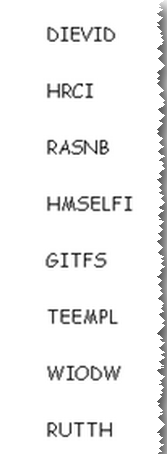 DIEVID
HRCI
RASNB
HMSELFI
GITFS
TEEMPL
WIODW
RUTTH